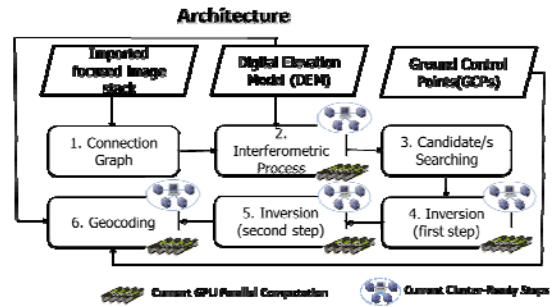 Architecture
Imported
focused image
stack
Digital Elevation
Model (DEM)
Ground Control
Points(GCPs)
1. Connection
Graph
2.
Interferometric
Process
3. Candidate/s
Searching
6. Geocoding
5. Inversion
(second step)
4. Inversion
(first step)
Current GPU Parallel Computation
Current Cluster-Ready Steps